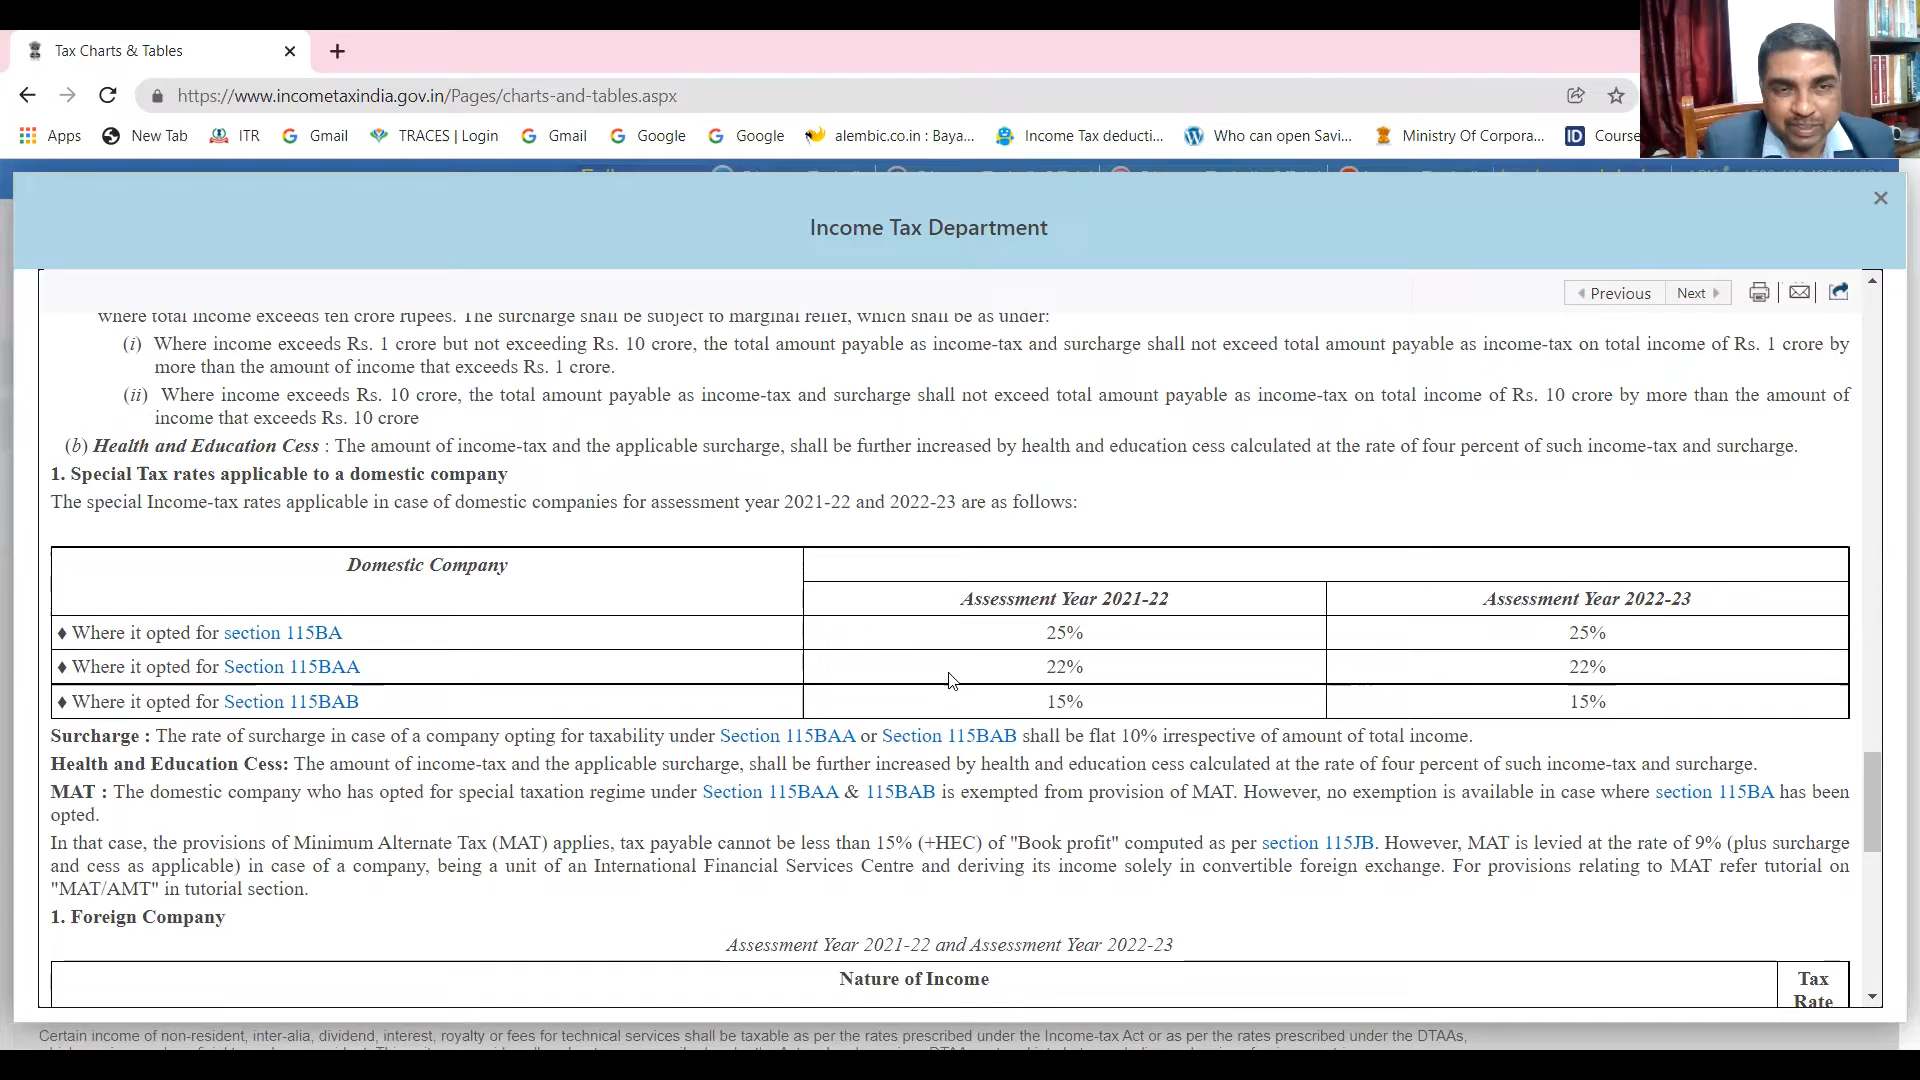 Tax Charts & Tables
https://www.incometaxindia.gov.in/Pages/charts-and-tables.aspx
Apps New Tab ITR Gmail TRACES | Login Gmail Google Google alembic.co.in : Baya... Income Tax deducti... Who can open Savi... Ministry Of Corpora... ID Course
Income Tax Department
Previous Next
where total income exceeds ten crore rupees. The surcharge shall be subject to marginal relief, which shall be as under:
(i) Where income exceeds Rs. 1 crore but not exceeding Rs. 10 crore, the total amount payable as income-tax and surcharge shall not exceed total amount payable as income-tax on total income of Rs. 1 crore by
more than the amount of income that exceeds Rs. 1 crore.
(ii) Where income exceeds Rs. 10 crore, the total amount payable as income-tax and surcharge shall not exceed total amount payable as income-tax on total income of Rs. 10 crore by more than the amount of
income that exceeds Rs. 10 crore
(b) Health and Education Cess : The amount of income-tax and the applicable surcharge, shall be further increased by health and education cess calculated at the rate of four percent of such income-tax and surcharge.
1. Special Tax rates applicable to a domestic company
The special Income-tax rates applicable in case of domestic companies for assessment year 2021-22 and 2022-23 are as follows:
Domestic Company
Assessment Year 2021-22 Assessment Year 2022-23
♦ Where it opted for section 115BA 25% 25%
♦ Where it opted for Section 115BAA 22% 22%
♦ Where it opted for Section 115BAB 15% 15%
Surcharge : The rate of surcharge in case of a company opting for taxability under Section 115BAA or Section 115BAB shall be flat 10% irrespective of amount of total income.
Health and Education Cess: The amount of income-tax and the applicable surcharge, shall be further increased by health and education cess calculated at the rate of four percent of such income-tax and surcharge.
MAT : The domestic company who has opted for special taxation regime under Section 115BAA & 115BAB is exempted from provision of MAT. However, no exemption is available in case where section 115BA has been
opted.
In that case, the provisions of Minimum Alternate Tax (MAT) applies, tax payable cannot be less than 15% (+HEC) of "Book profit" computed as per section 115JB. However, MAT is levied at the rate of 9% (plus surcharge
and cess as applicable) in case of a company, being a unit of an International Financial Services Centre and deriving its income solely in convertible foreign exchange. For provisions relating to MAT refer tutorial on
"MAT/AMT" in tutorial section.
1. Foreign Company
Assessment Year 2021-22 and Assessment Year 2022-23
Nature of Income Tax
Rate
Certain income of non-resident, inter-alia, dividend, interest, royalty or fees for technical services shall be taxable as per the rates prescribed under the Income-tax Act or as per the rates prescribed under the DTAAs,